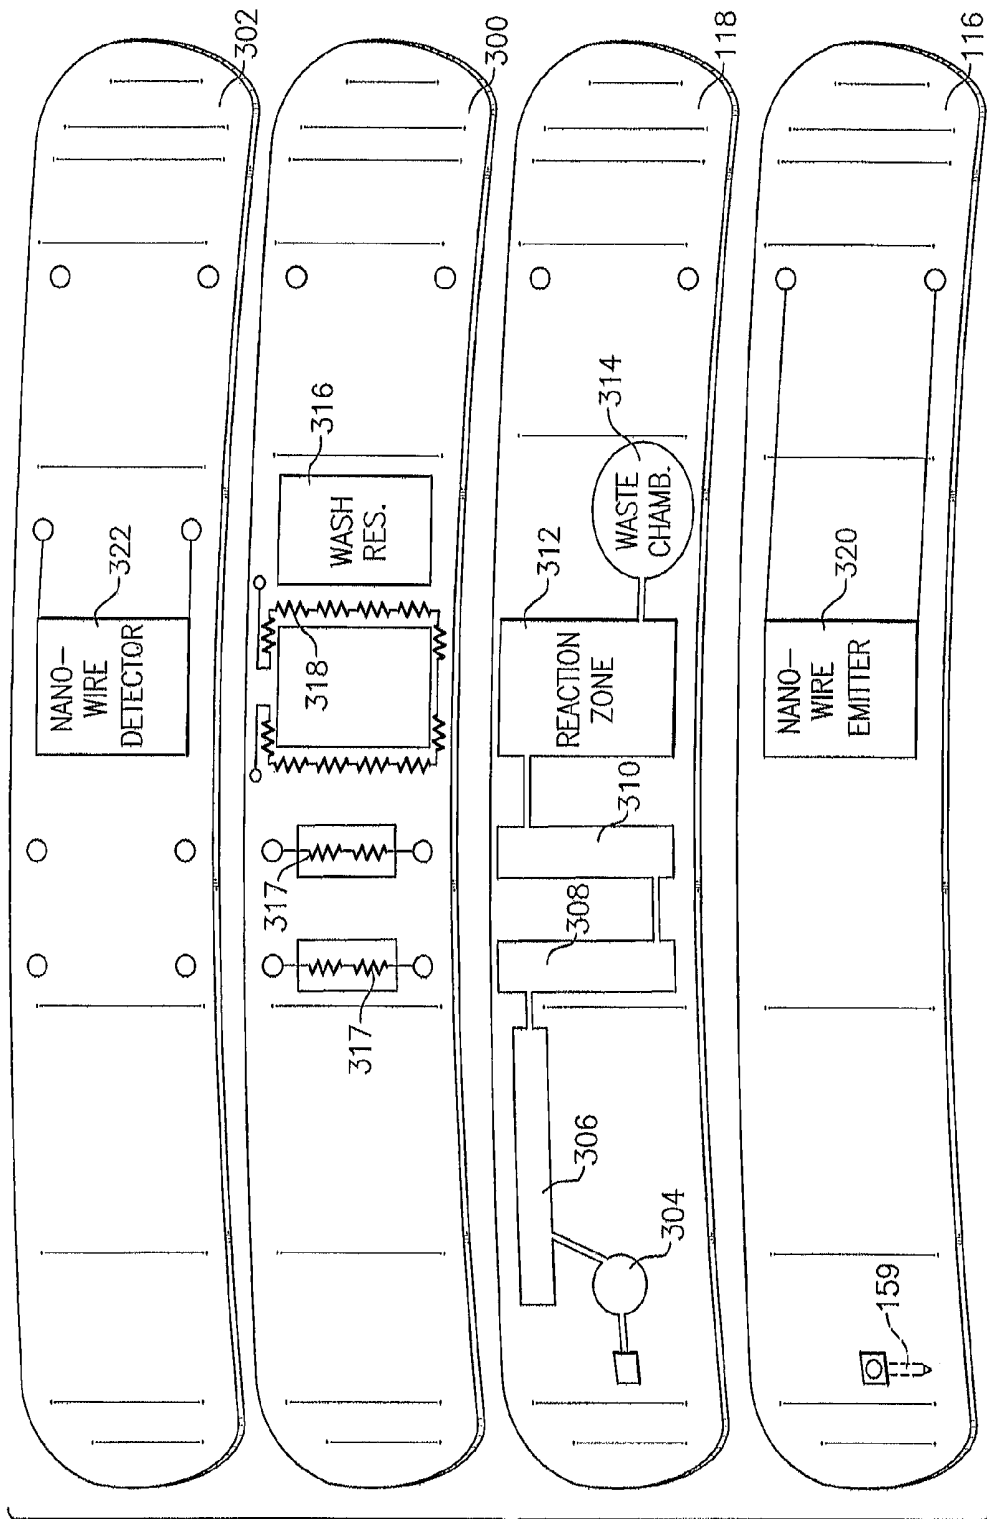 302
NANO-
WIRE
DETECTOR
322
300
317
317
318
WASH
RES.
316
118
304
306
308
310
REACTION
ZONE
312
WASTE
CHAMB.
314
116
159
NANO-
WIRE
EMITTER
320